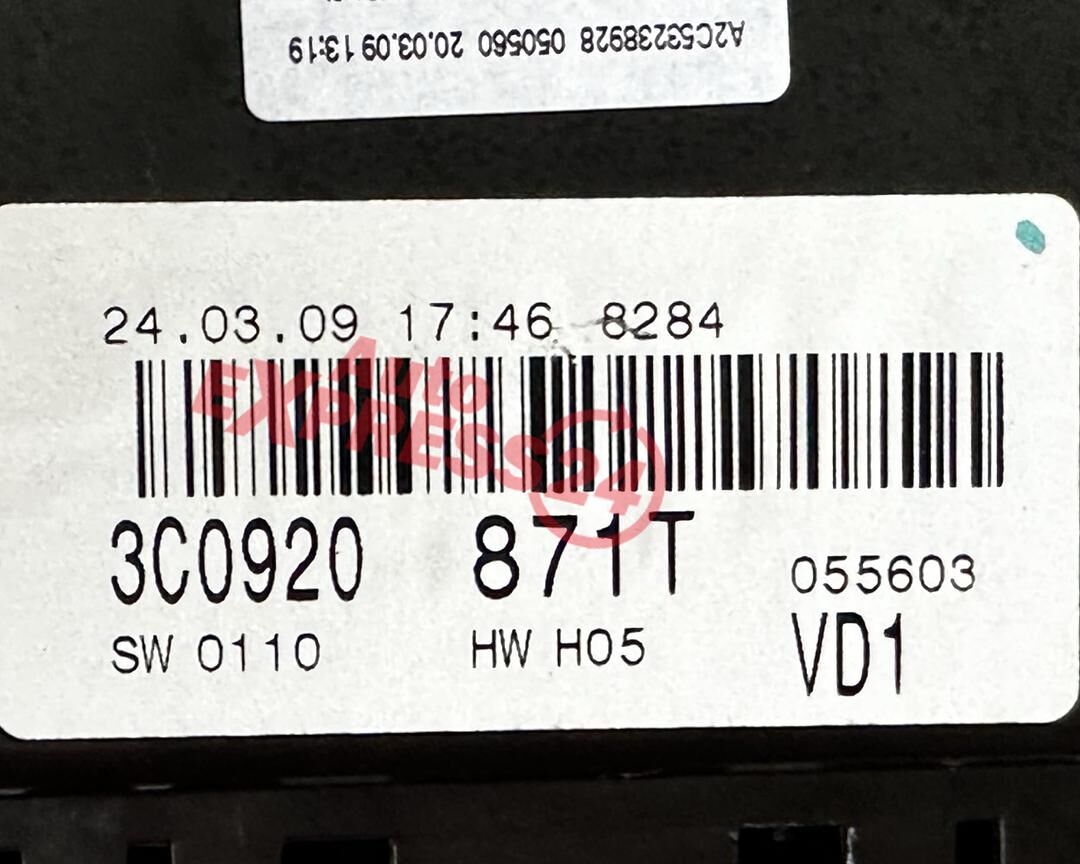 A2C53238928 050560 20.03.09 13:19
24.03.09 17:46 8284
Auto
EXPRESS24
3C0920 871T 055603
SW 0110 HW H05 VD1